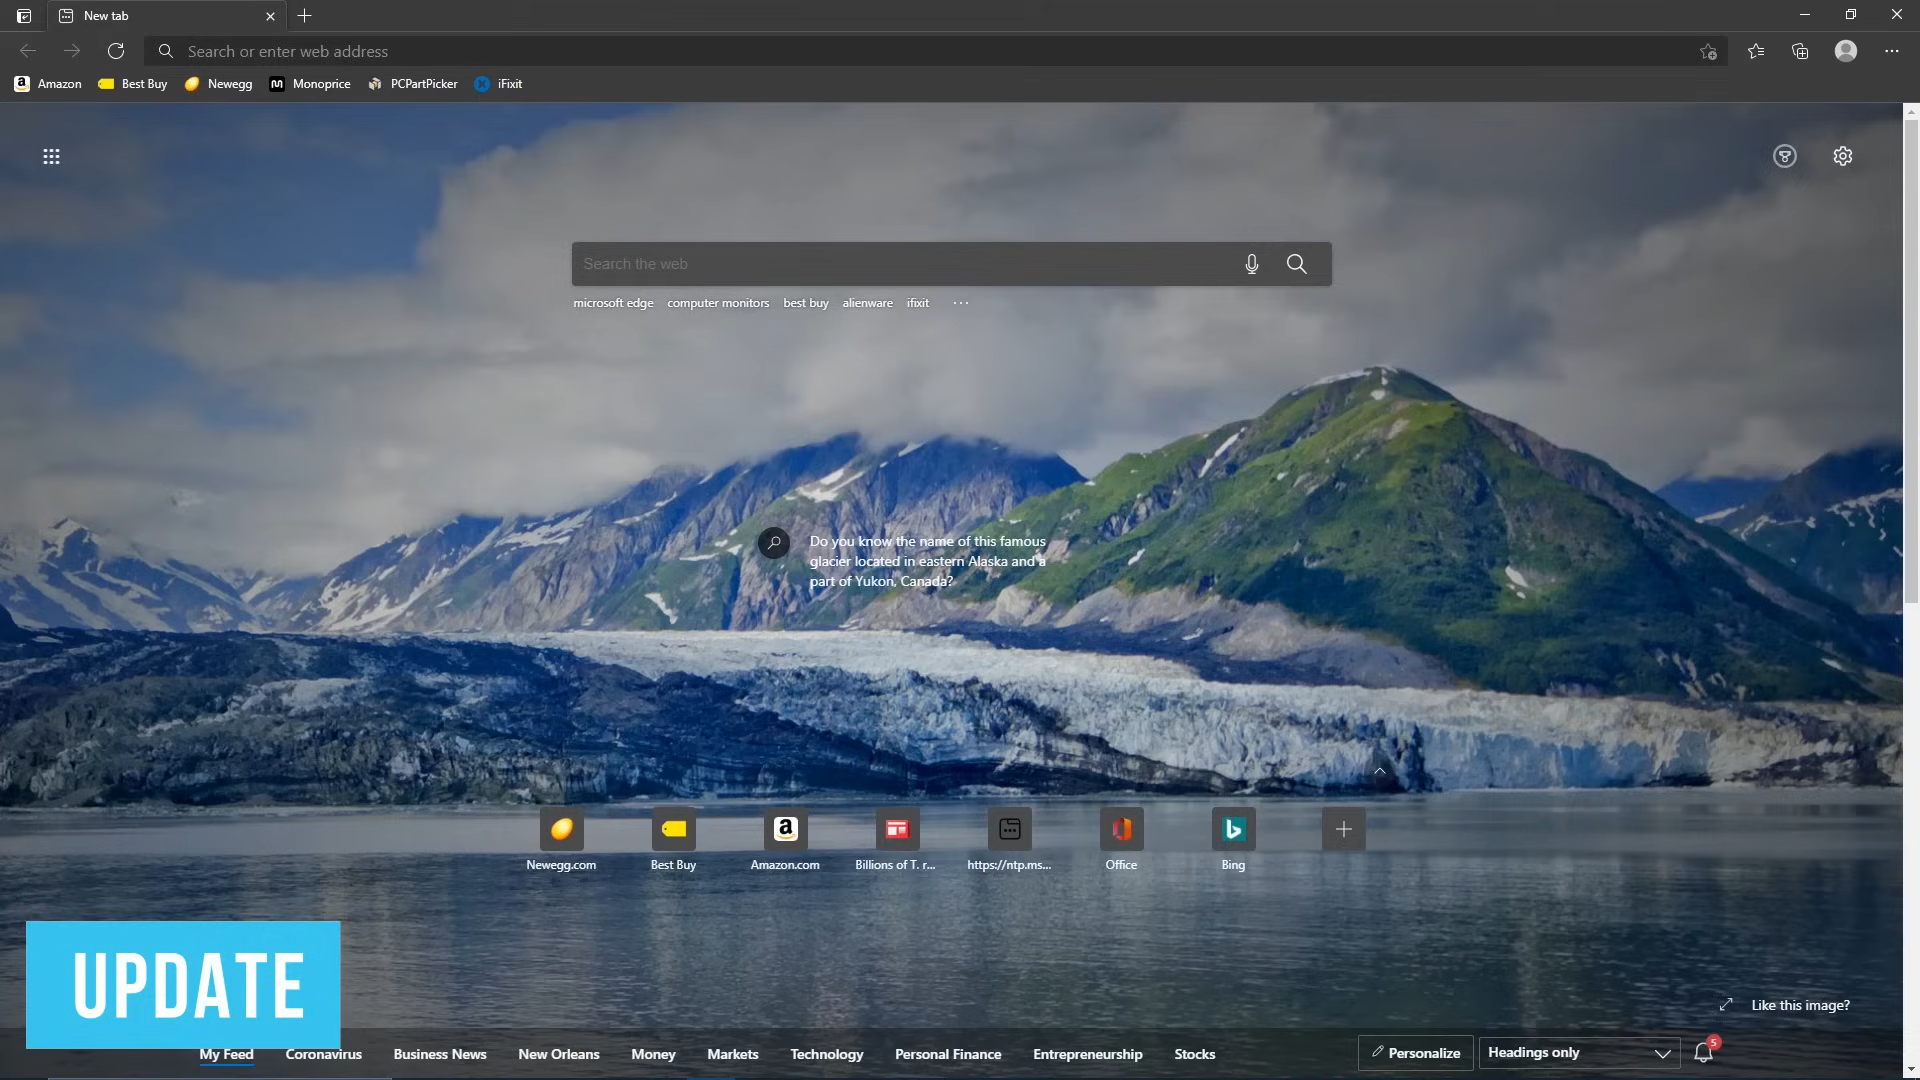 New tab
Search or enter web address
Amazon
Best Buy
Newegg
Monoprice
PCPartPicker
iFixit
Search the web
microsoft edge computer monitors best buy alienware ifixit ...
Do you know the name of this famous
glacier located in eastern Alaska and a
part of Yukon, Canada?
Newegg.com
Best Buy
Amazon.com
Billions of T. r...
https://ntp.ms...
Office
Bing
UPDATE
Like this image?
My Feed Coronavirus Business News New Orleans Money Markets Technology Personal Finance Entrepreneurship Stocks
Personalize
Headings only
5